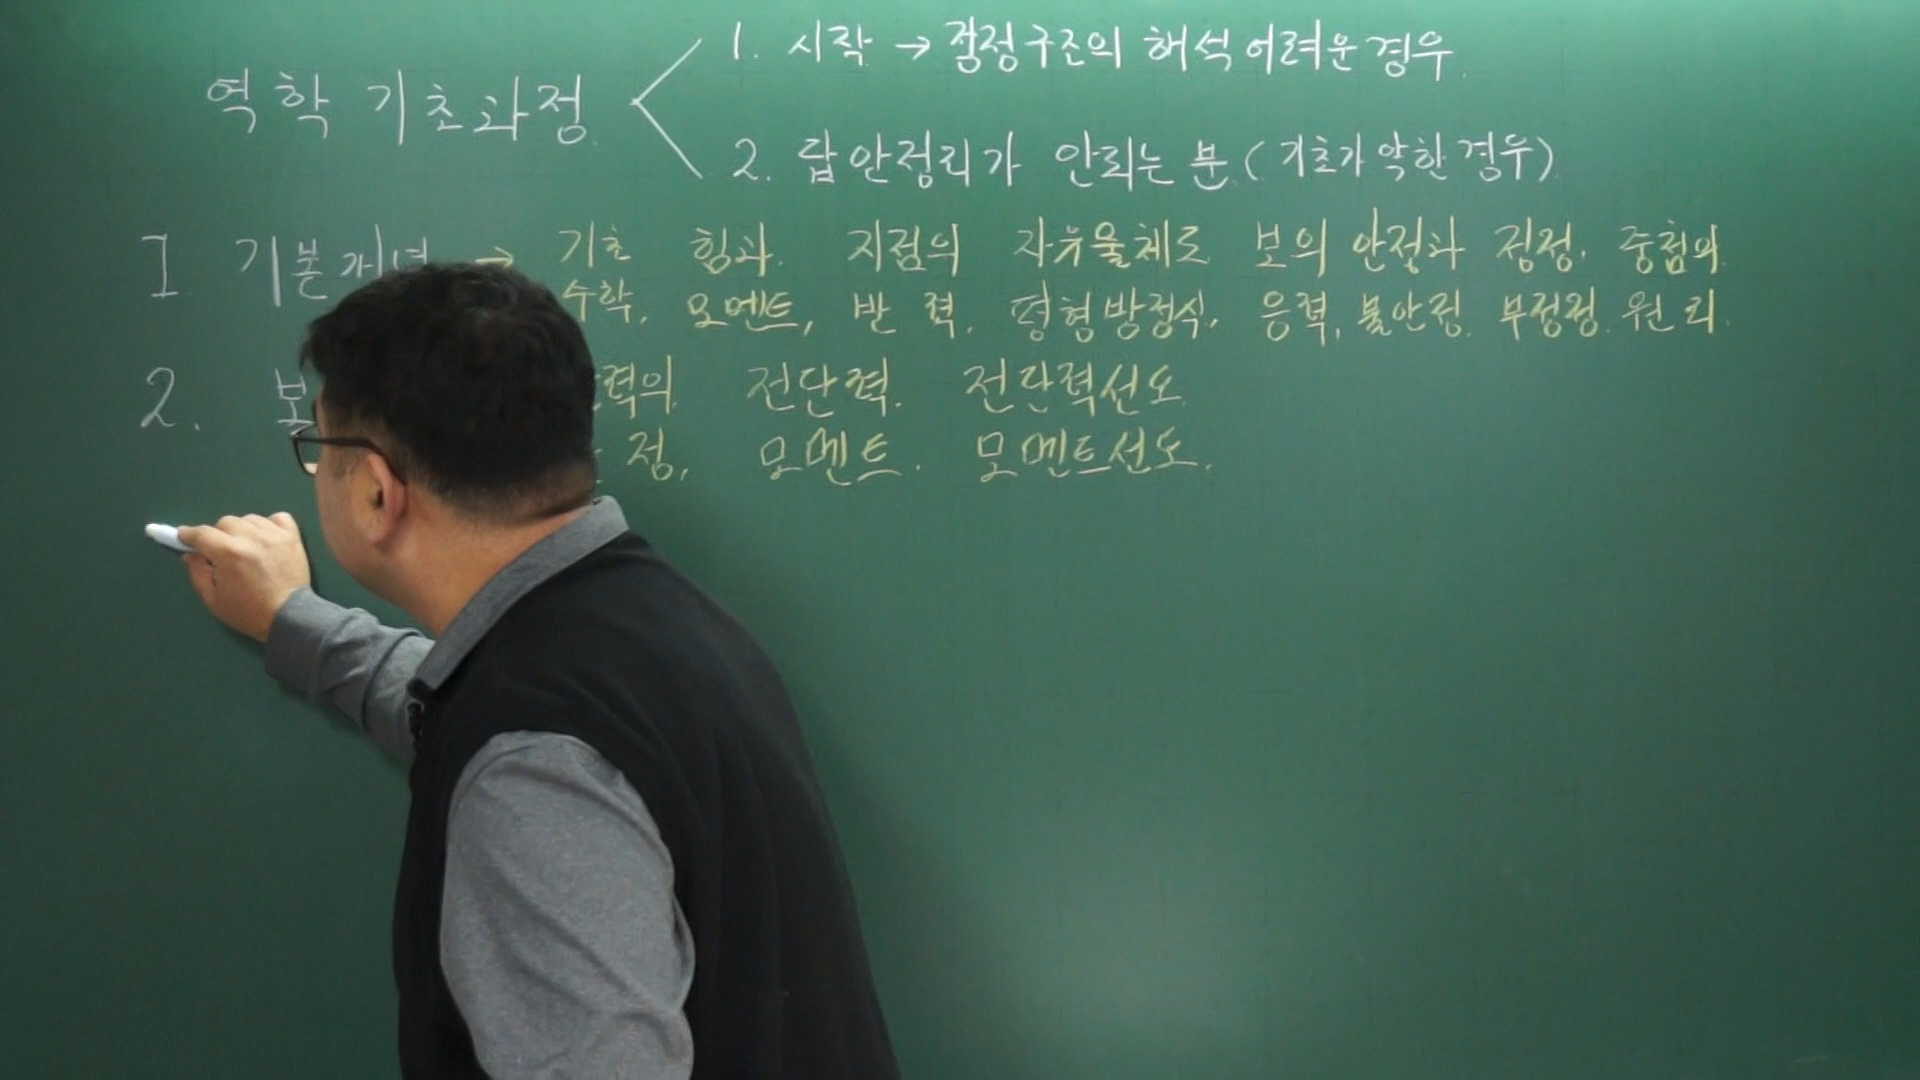 역학 기초과정
1. 시작 → 정정구조의 해석 어려운 경우
2. 답안정리가 안되는 분 (기초가 약한 경우)
1 기본개념 → 기초 힘과 지점의 자유물체도 보의 안정과 정정, 중첩의
수학, 모멘트, 반력, 평형방정식, 응력, 불안정, 부정정 원리.
2. 보 력의 전단력. 전단력선도
정, 모멘트. 모멘트선도.